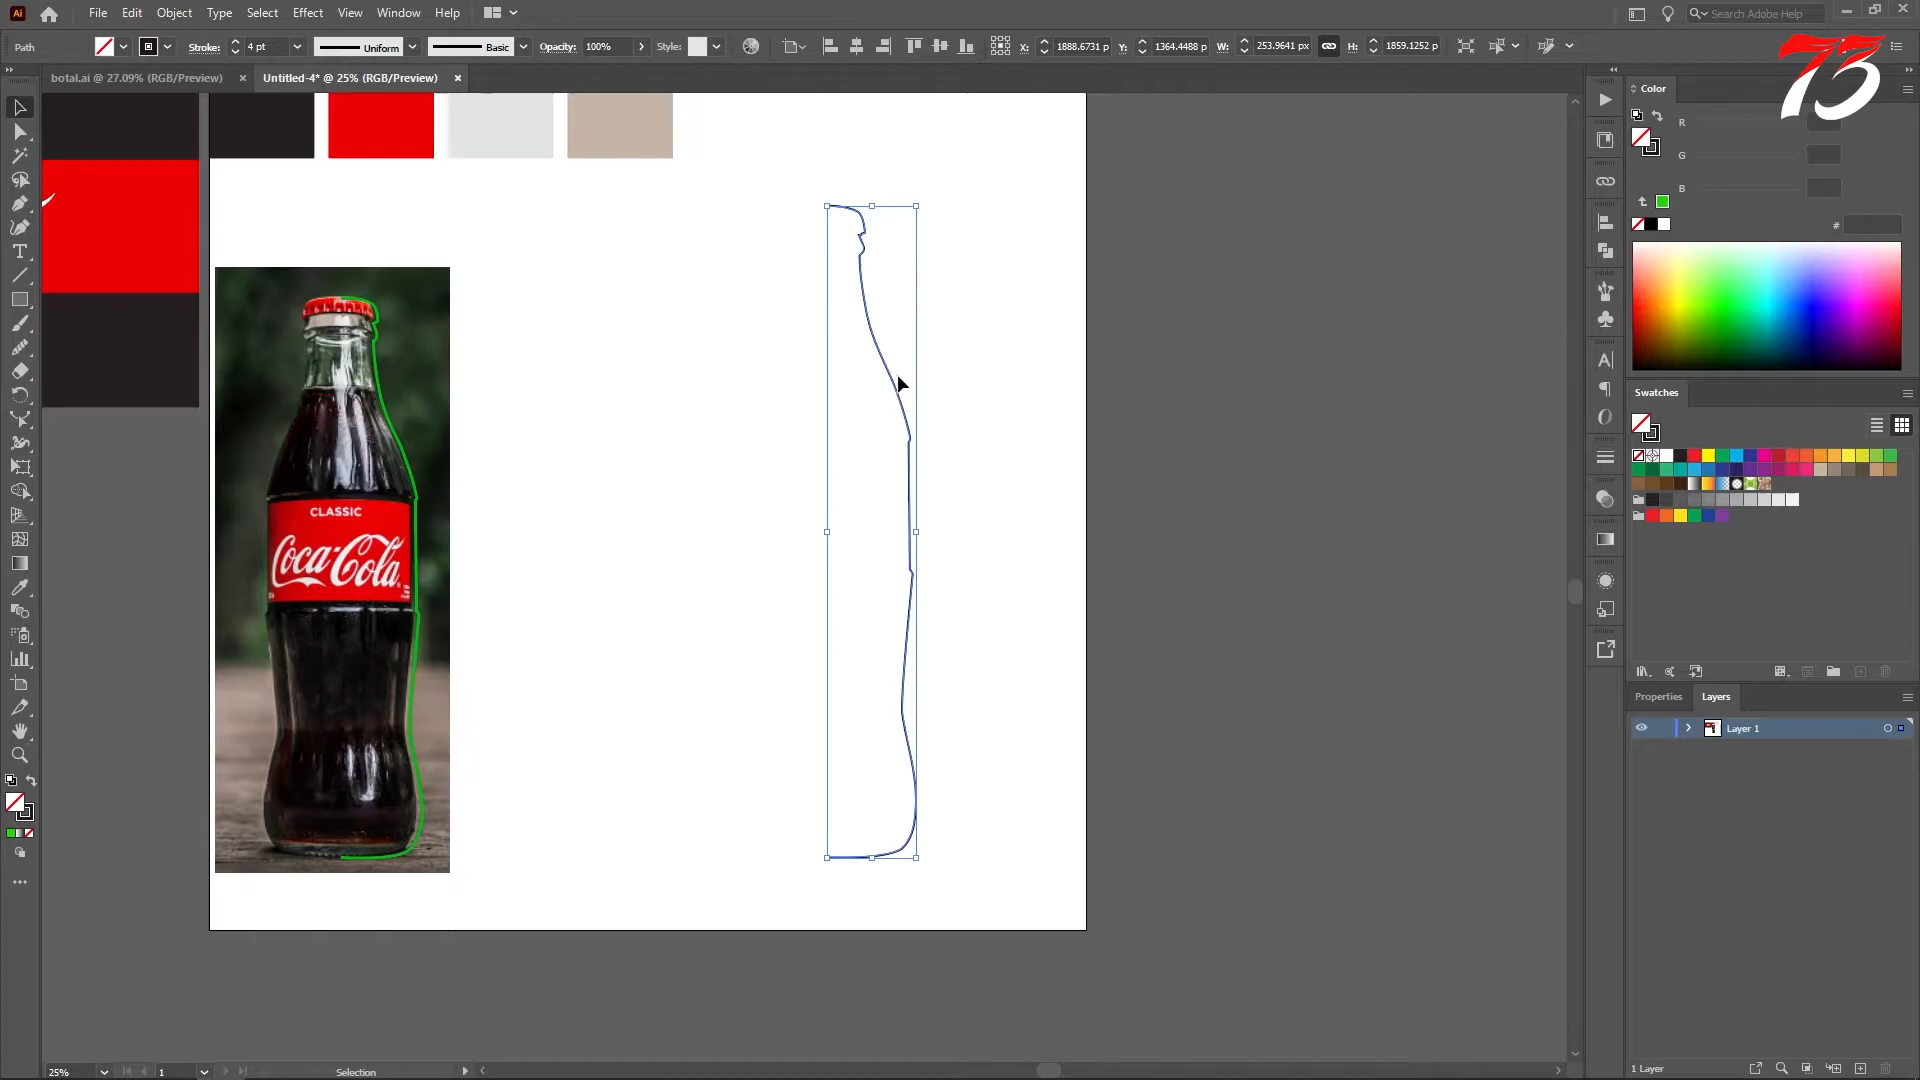 Ai File Edit Object Type Select Effect View Window Help Search Adobe Help
Path Stroke: 4 pt Uniform Basic Opacity: 100% Style: X: 1888.6731 p Y: 1364.4488 p W: 253.9641 px H: 1859.1252 p
73
botal.ai @ 27.09% (RGB/Preview) × Untitled-4* @ 25% (RGB/Preview) ×
Color
R
G
B
#
Swatches
CLASSIC
Coca-Cola
Properties Layers
Layer 1
1 Layer
25% 1 Selection